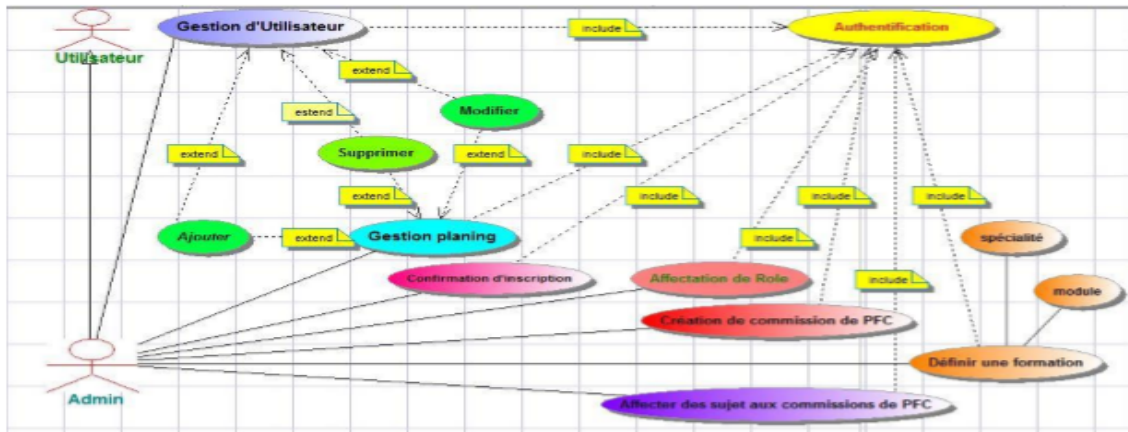 Gestion d'Utilisateur
include
Authentification
Utilisateur
extend
estend
Modifier
extend
Supprimer
extend
include
extend
include
include
include
Ajouter
extend
Gestion planing
include
spécialité
Confirmation d'inscription
Affectation de Role
include
module
Création de commission de PFC
Définir une formation
Admin
Affecter des sujet aux commissions de PFC